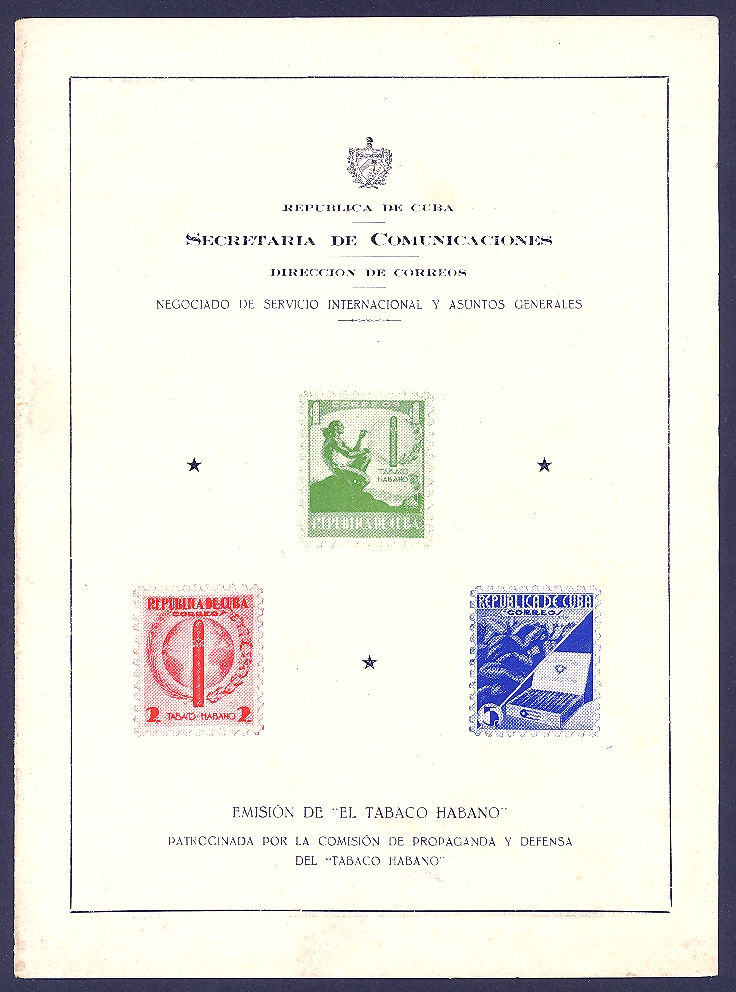 REPUBLICA DE CUBA
SECRETARIA DE COMUNICACIONES
DIRECCION DE CORREOS
NEGOCIADO DE SERVICIO INTERNACIONAL Y ASUNTOS GENERALES
1 CORREOS 1
TABACO
HABANO
REPUBLICA DE CUBA
REPUBLICA DE CUBA
CORREOS
2 TABACO·HABANO 2
REPUBLICA DE CUBA
CORREOS
EMISIÓN DE "EL TABACO HABANO"
PATROCINADA POR LA COMISIÓN DE PROPAGANDA Y DEFENSA
DEL "TABACO HABANO"